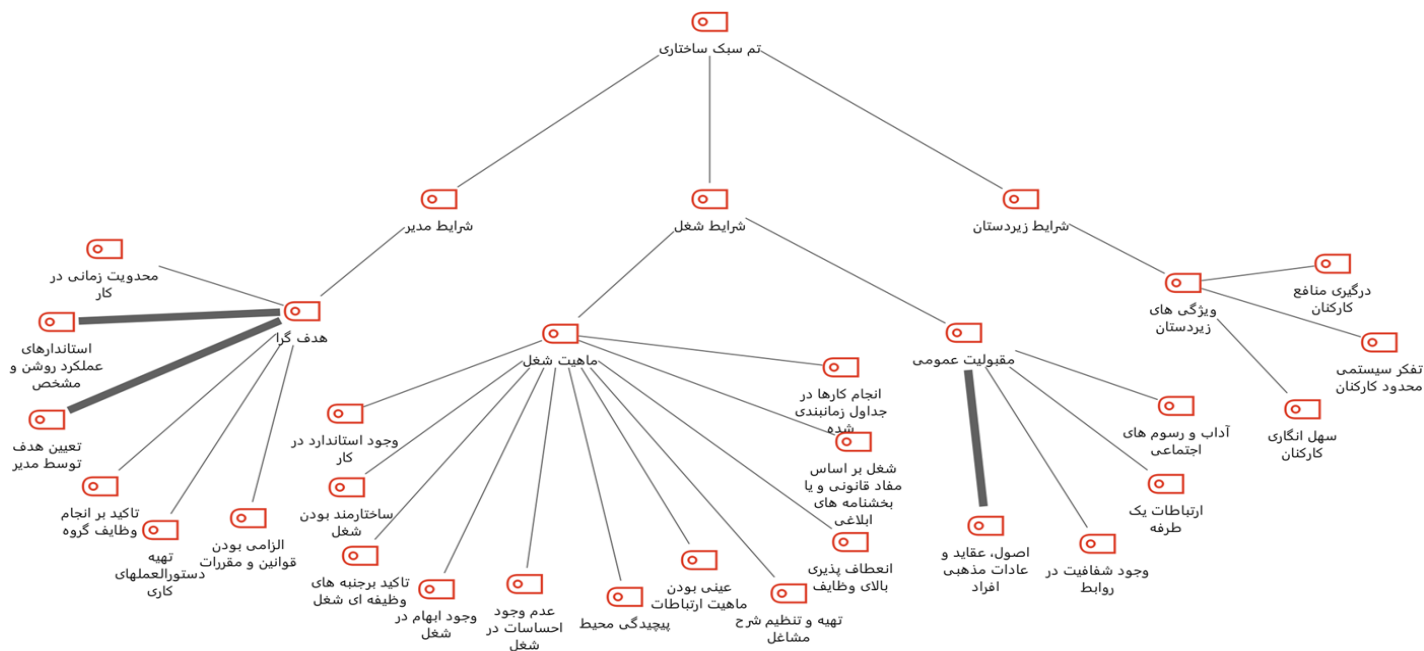 تم سبک ساختاری
شرایط زیردستان
شرایط شغل
شرایط مدیر
ویژگی های
زیردستان
درگیری منافع
کارکنان
تفکر سیستمی
محدود کارکنان
سهل انگاری
کارکنان
مقبولیت عمومی
آداب و رسوم های
اجتماعی
ارتباطات یک
طرفه
وجود شفافیت در
روابط
اصول، عقاید و
عادات مذهبی
افراد
ماهیت شغل
انجام کارها در
جداول زمانبندی
شده
شغل بر اساس
مفاد قانونی و یا
بخشنامه های
ابلاغی
انعطاف پذیری
بالای وظایف
تهیه و تنظیم شرح
مشاغل
عینی بودن
ماهیت ارتباطات
پیچیدگی محیط
عدم وجود
احساسات در
شغل
وجود ابهام در
شغل
تاکید برجنبه های
وظیفه ای شغل
ساختارمند بودن
شغل
وجود استاندارد در
کار
هدف گرا
محدویت زمانی در
کار
استاندارهای
عملکرد روشن و
مشخص
تعیین هدف
توسط مدیر
تاکید بر انجام
وظایف گروه
تهیه
دستورالعملهای
کاری
الزامی بودن
قوانین و مقررات